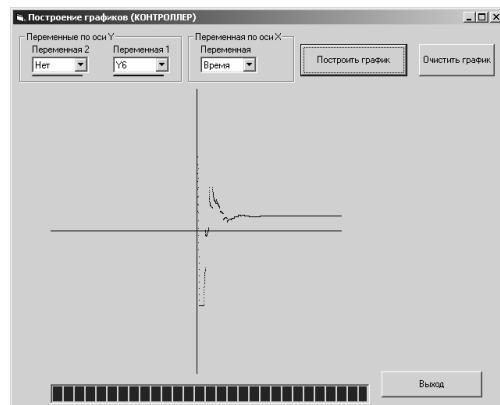 Построение графиков (КОНТРОЛЛЕР)
Переменные по оси Y
Переменная по оси X
Переменная 2
Переменная 1
Переменная
Нет
Y6
Время
Построить график
Очистить график
Выход